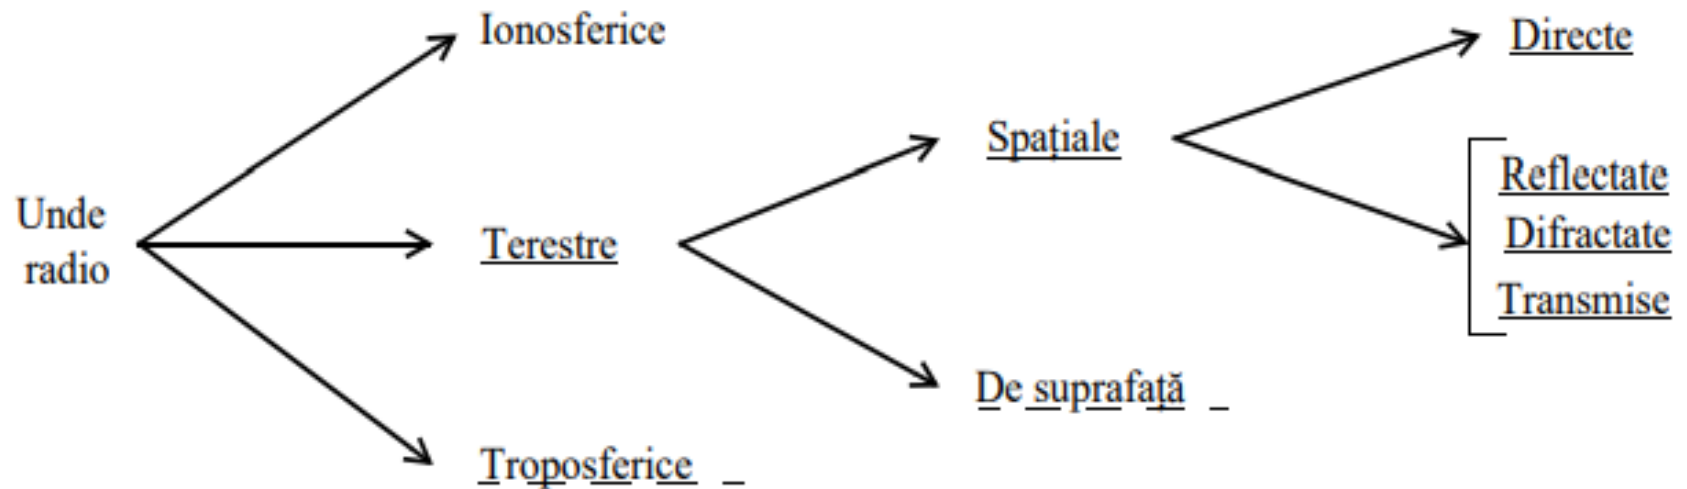 Unde
radio
Ionosferice
Terestre
Troposferice
Spațiale
De suprafață
Directe
Reflectate
Difractate
Transmise